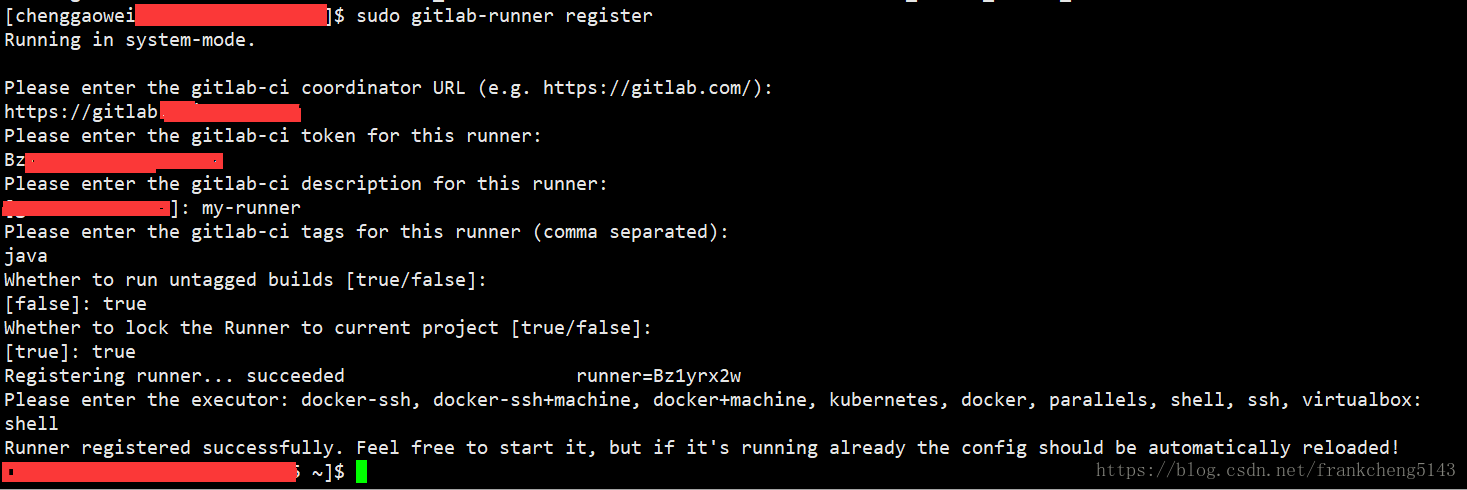 [chenggaowei ]$ sudo gitlab-runner register
Running in system-mode.
Please enter the gitlab-ci coordinator URL (e.g. https://gitlab.com/):
https://gitlab
Please enter the gitlab-ci token for this runner:
Bz
Please enter the gitlab-ci description for this runner:
[ ]: my-runner
Please enter the gitlab-ci tags for this runner (comma separated):
java
Whether to run untagged builds [true/false]:
[false]: true
Whether to lock the Runner to current project [true/false]:
[true]: true
Registering runner... succeeded runner=Bz1yrx2w
Please enter the executor: docker-ssh, docker-ssh+machine, docker+machine, kubernetes, docker, parallels, shell, ssh, virtualbox:
shell
Runner registered successfully. Feel free to start it, but if it's running already the config should be automatically reloaded!
~]$
https://blog.csdn.net/frankcheng5143